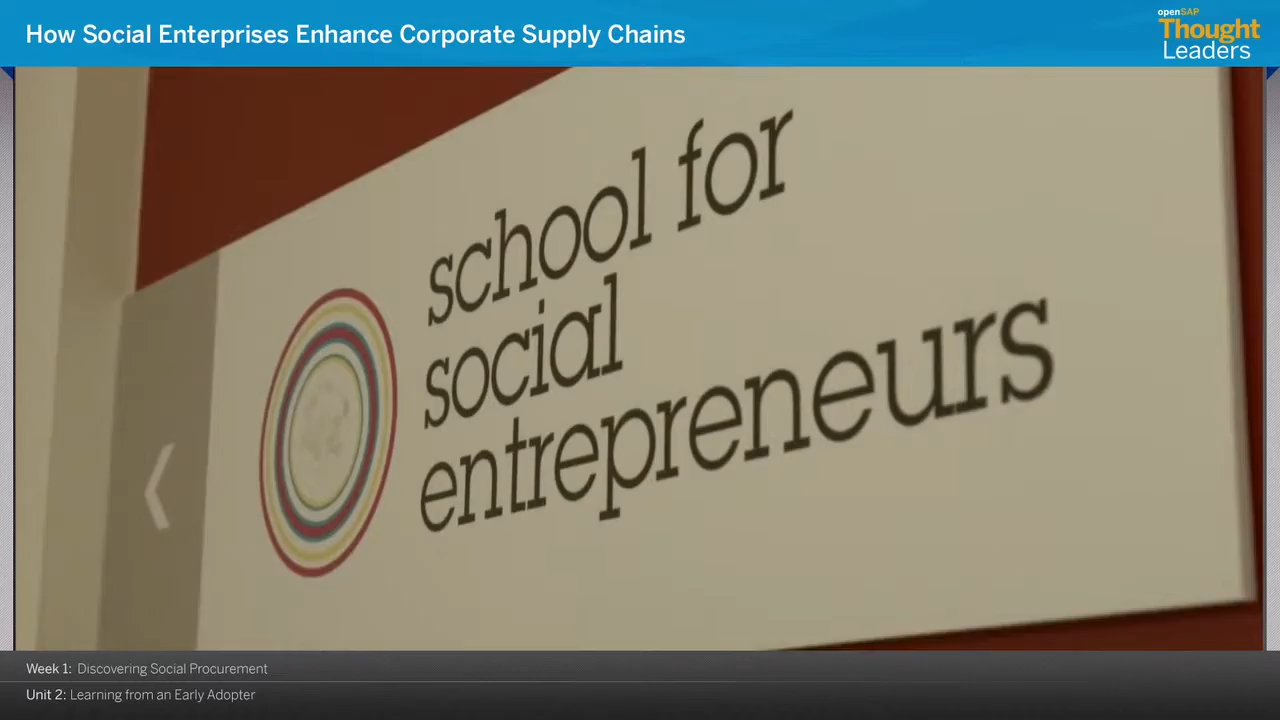 How Social Enterprises Enhance Corporate Supply Chains
openSAP
Thought
Leaders
school for
social
entrepreneurs
Week 1: Discovering Social Procurement
Unit 2: Learning from an Early Adopter